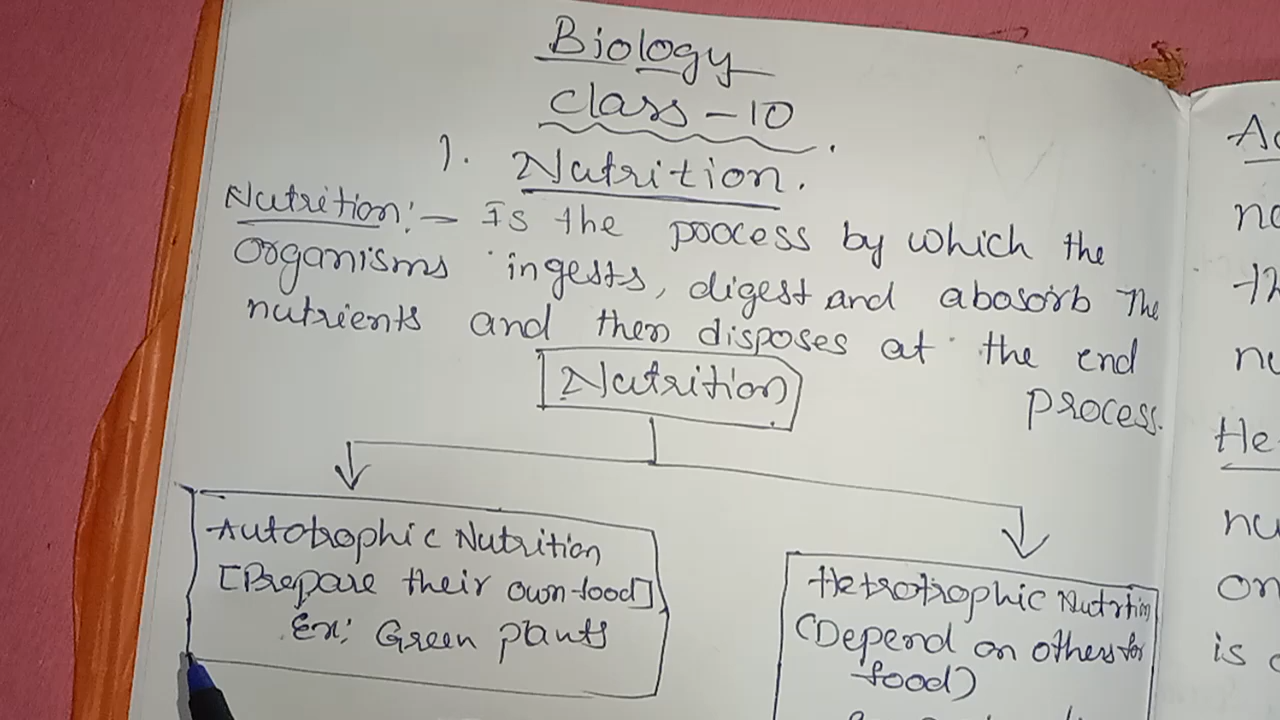 Biology
Class - 10
1. Nutrition.
Nutrition:- Is the process by which the
organisms ingests, digest and abosorb The
nutrients and then disposes at the end
process.
Nutrition
Autotrophic Nutrition
[Prepare their own food]
Ex: Green plants
Hetrotrophic Nutrtion
(Depend on others for
food)